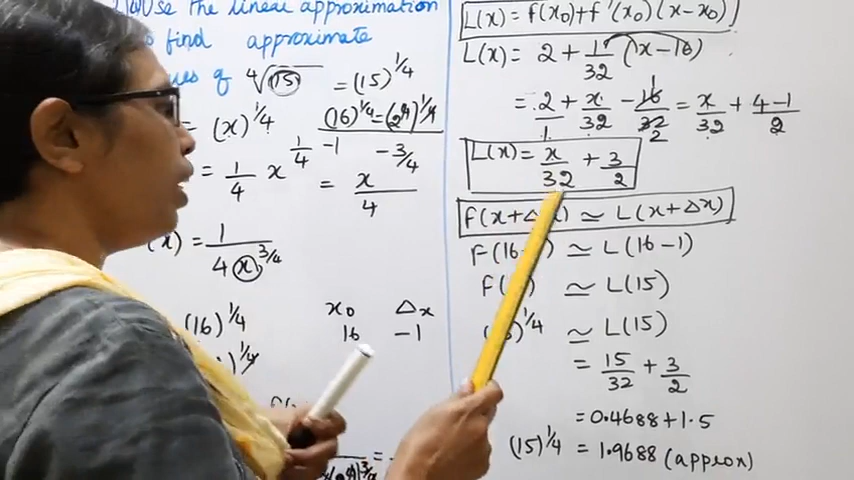 Use the linear approximation
find approximate
ues of ∜15 = (15)^1/4
= (x)^1/4 (16)^1/4 = (2^4)^1/4
= 1/4 x^(1/4 - 1) = x^(-3/4)/4
(x) = 1/(4 (x)^3/4)
(16)^1/4
x₀ Δx
16 -1
L(x) = f(x₀) + f'(x₀)(x-x₀)
L(x) = 2 + 1/32 (x-16)
= 2/1 + x/32 - 16/32 = x/32 + (4-1)/2
L(x) = x/32 + 3/2
f(x+Δx) ≃ L(x+Δx)
f(16- ) ≃ L(16-1)
f( ) ≃ L(15)
)^1/4 ≃ L(15)
= 15/32 + 3/2
= 0.4688 + 1.5
(15)^1/4 = 1.9688 (approx)